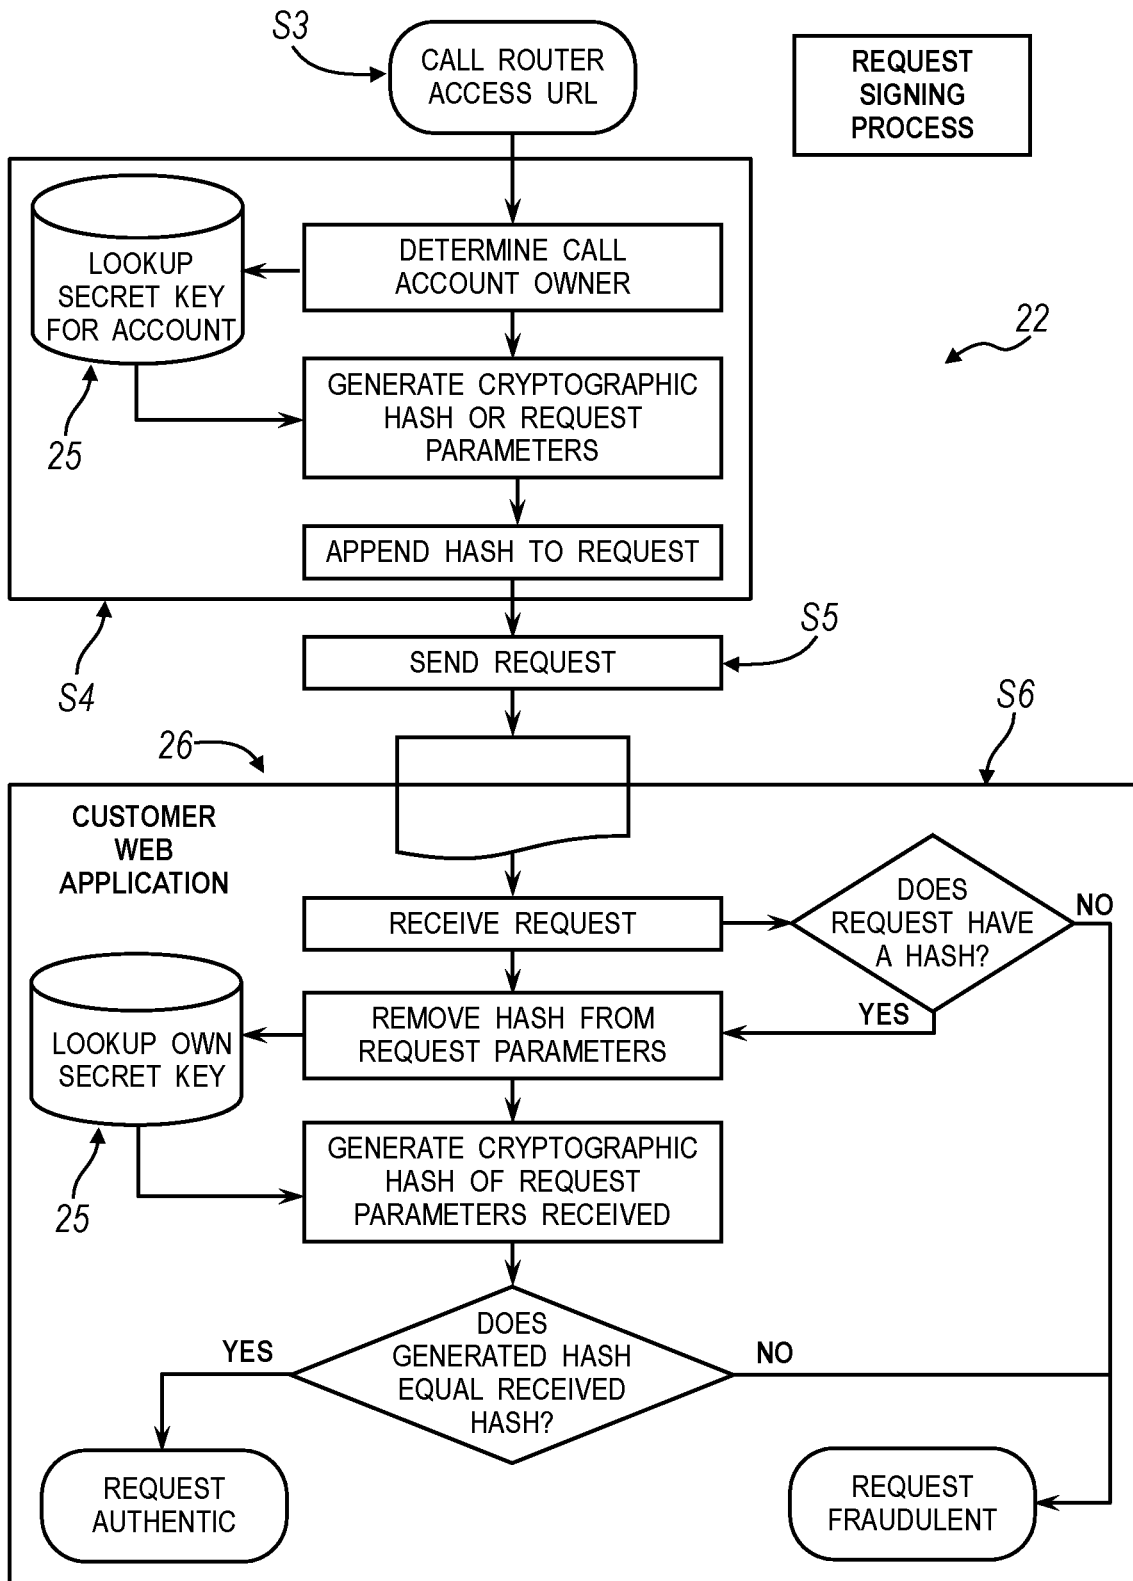 S3
CALL ROUTER
ACCESS URL
REQUEST
SIGNING
PROCESS
DETERMINE CALL
ACCOUNT OWNER
LOOKUP
SECRET KEY
FOR ACCOUNT
22
GENERATE CRYPTOGRAPHIC
HASH OR REQUEST
PARAMETERS
25
APPEND HASH TO REQUEST
S5
SEND REQUEST
S4
S6
26
CUSTOMER
WEB
APPLICATION
DOES
REQUEST HAVE
A HASH?
NO
RECEIVE REQUEST
YES
REMOVE HASH FROM
REQUEST PARAMETERS
LOOKUP OWN
SECRET KEY
GENERATE CRYPTOGRAPHIC
HASH OF REQUEST
PARAMETERS RECEIVED
25
DOES
GENERATED HASH
EQUAL RECEIVED
HASH?
YES
NO
REQUEST
AUTHENTIC
REQUEST
FRAUDULENT